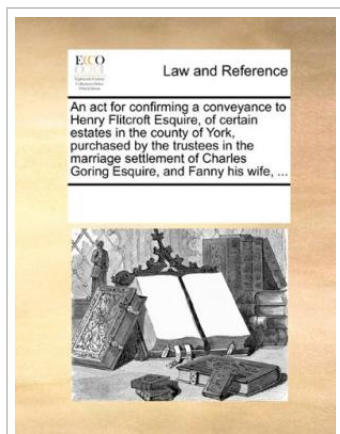 ECCO
Law and Reference
An act for confirming a conveyance to
Henry Flitcroft Esquire, of certain
estates in the county of York,
purchased by the trustees in the
marriage settlement of Charles
Goring Esquire, and Fanny his wife, ...